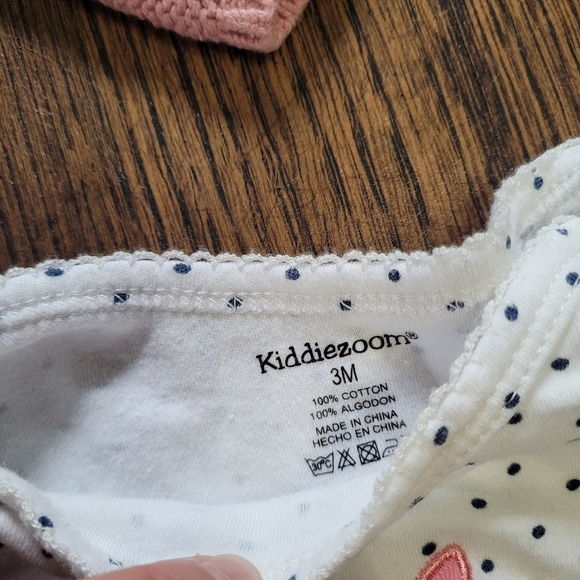 Kiddiezoom®
3M
100% COTTON
100% ALGODON
MADE IN CHINA
HECHO EN CHINA
30°C